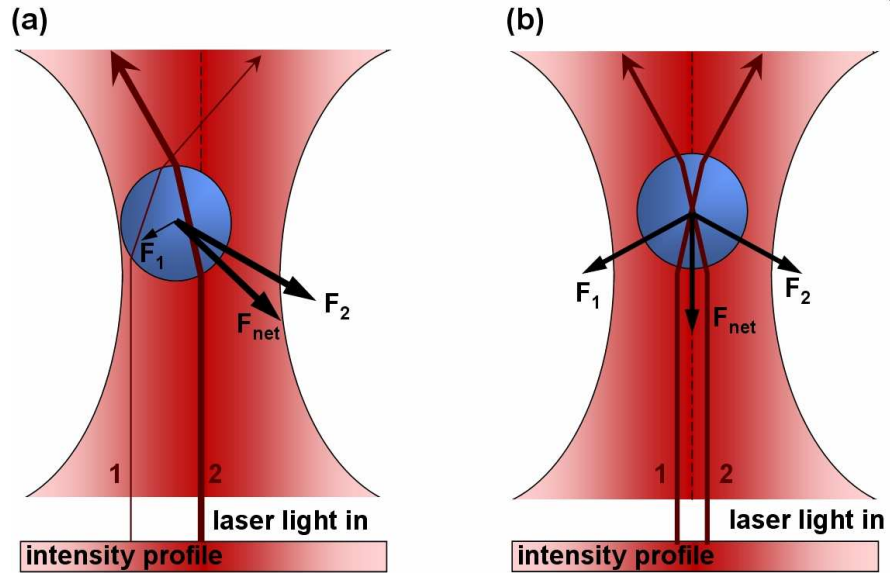 (a)
F1
F2
Fnet
1
2
laser light in
intensity profile
(b)
F1
F2
Fnet
1
2
laser light in
intensity profile